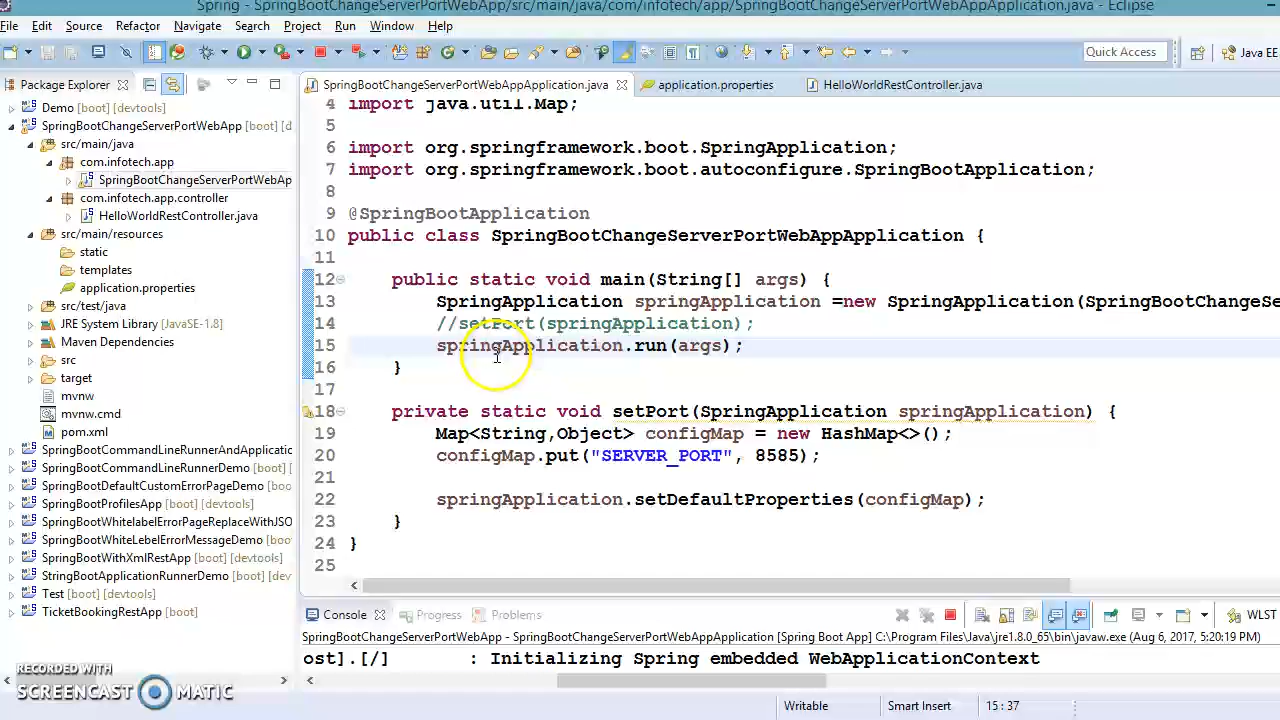 Spring - SpringBootChangeServerPortWebApp/src/main/java/com/infotech/app/SpringBootChangeServerPortWebAppApplication.java - Eclipse
File Edit Source Refactor Navigate Search Project Run Window Help
Quick Access
Java EE
Package Explorer
SpringBootChangeServerPortWebAppApplication.java
application.properties
HelloWorldRestController.java
Demo [boot] [devtools]
SpringBootChangeServerPortWebApp [boot] [d
src/main/java
com.infotech.app
SpringBootChangeServerPortWebAp
com.infotech.app.controller
HelloWorldRestController.java
src/main/resources
static
templates
application.properties
src/test/java
JRE System Library [JavaSE-1.8]
Maven Dependencies
src
target
mvnw
mvnw.cmd
pom.xml
SpringBootCommandLineRunnerAndApplication
SpringBootCommandLineRunnerDemo [boot]
SpringBootDefaultCustomErrorPageDemo [boot]
SpringBootProfilesApp [boot] [devtools]
SpringBootWhitelabelErrorPageReplaceWithJSO
SpringBootWhiteLebelErrorMessageDemo [boot]
SpringBootWithXmlRestApp [boot] [devtools]
StringBootApplicationRunnerDemo [boot] [dev
Test [boot] [devtools]
TicketBookingRestApp [boot]
4 import java.util.Map;
5
6 import org.springframework.boot.SpringApplication;
7 import org.springframework.boot.autoconfigure.SpringBootApplication;
8
9 @SpringBootApplication
10 public class SpringBootChangeServerPortWebAppApplication {
11
12 public static void main(String[] args) {
13 SpringApplication springApplication =new SpringApplication(SpringBootChangeSe
14 //setPort(springApplication);
15 springApplication.run(args);
16 }
17
18 private static void setPort(SpringApplication springApplication) {
19 Map<String,Object> configMap = new HashMap<>();
20 configMap.put("SERVER_PORT", 8585);
21
22 springApplication.setDefaultProperties(configMap);
23 }
24 }
25
Console Progress Problems
WLST
SpringBootChangeServerPortWebApp - SpringBootChangeServerPortWebAppApplication [Spring Boot App] C:\Program Files\Java\jre1.8.0_65\bin\javaw.exe (Aug 6, 2017, 5:20:19 PM)
ost].[/] : Initializing Spring embedded WebApplicationContext
RECORDED WITH
SCREENCAST MATIC
Writable Smart Insert 15 : 37